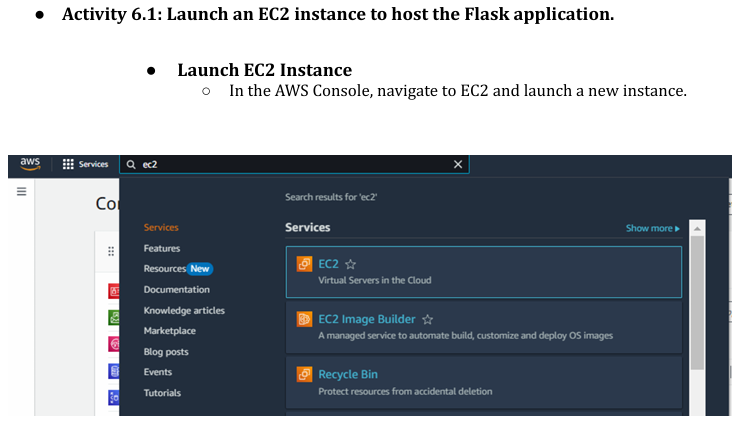 ● Activity 6.1: Launch an EC2 instance to host the Flask application.
● Launch EC2 Instance
○ In the AWS Console, navigate to EC2 and launch a new instance.
aws Services ec2
Co
Search results for 'ec2'
Services
Features
Resources New
Documentation
Knowledge articles
Marketplace
Blog posts
Events
Tutorials
Services Show more
EC2
Virtual Servers in the Cloud
EC2 Image Builder
A managed service to automate build, customize and deploy OS images
Recycle Bin
Protect resources from accidental deletion